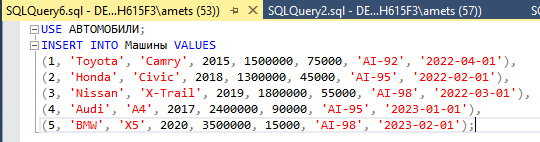 SQLQuery6.sql - DE...H615F3\amets (53))* SQLQuery2.sql - DE...H615F3\amets (57))*
USE АВТОМОБИЛИ;
INSERT INTO Машины VALUES
(1, 'Toyota', 'Camry', 2015, 1500000, 75000, 'AI-92', '2022-04-01'),
(2, 'Honda', 'Civic', 2018, 1300000, 45000, 'AI-95', '2022-02-01'),
(3, 'Nissan', 'X-Trail', 2019, 1800000, 55000, 'AI-98', '2022-03-01'),
(4, 'Audi', 'A4', 2017, 2400000, 90000, 'AI-95', '2023-01-01'),
(5, 'BMW', 'X5', 2020, 3500000, 15000, 'AI-98', '2023-02-01');